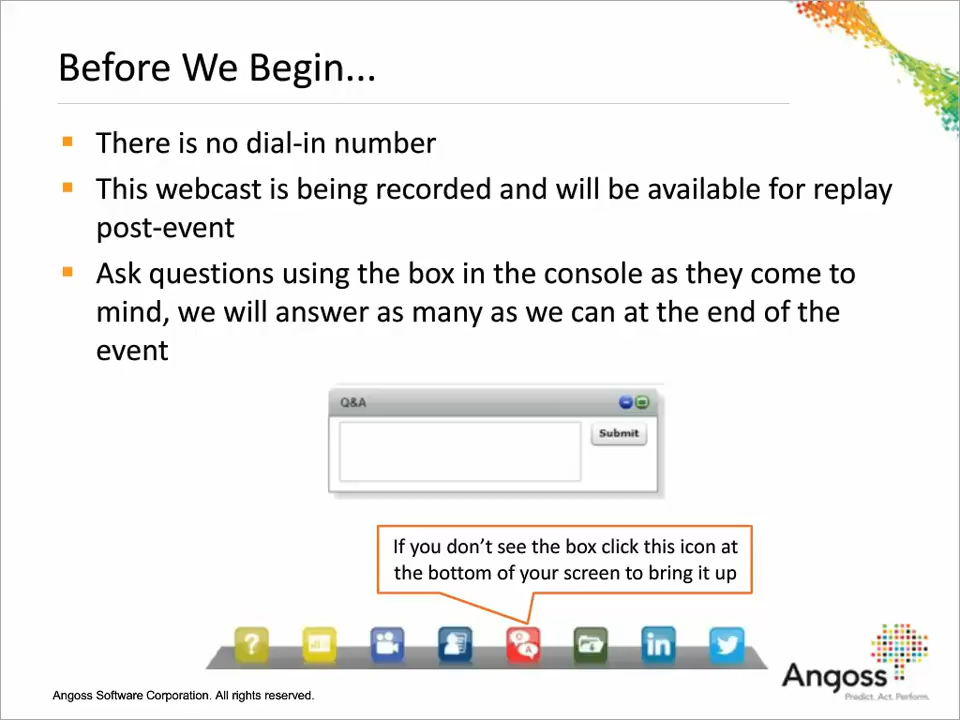 Before We Begin...
There is no dial-in number
This webcast is being recorded and will be available for replay
post-event
Ask questions using the box in the console as they come to
mind, we will answer as many as we can at the end of the
event
Q&A
Submit
If you don't see the box click this icon at
the bottom of your screen to bring it up
? Q A in
Angoss
Predict. Act. Perform.
Angoss Software Corporation. All rights reserved.